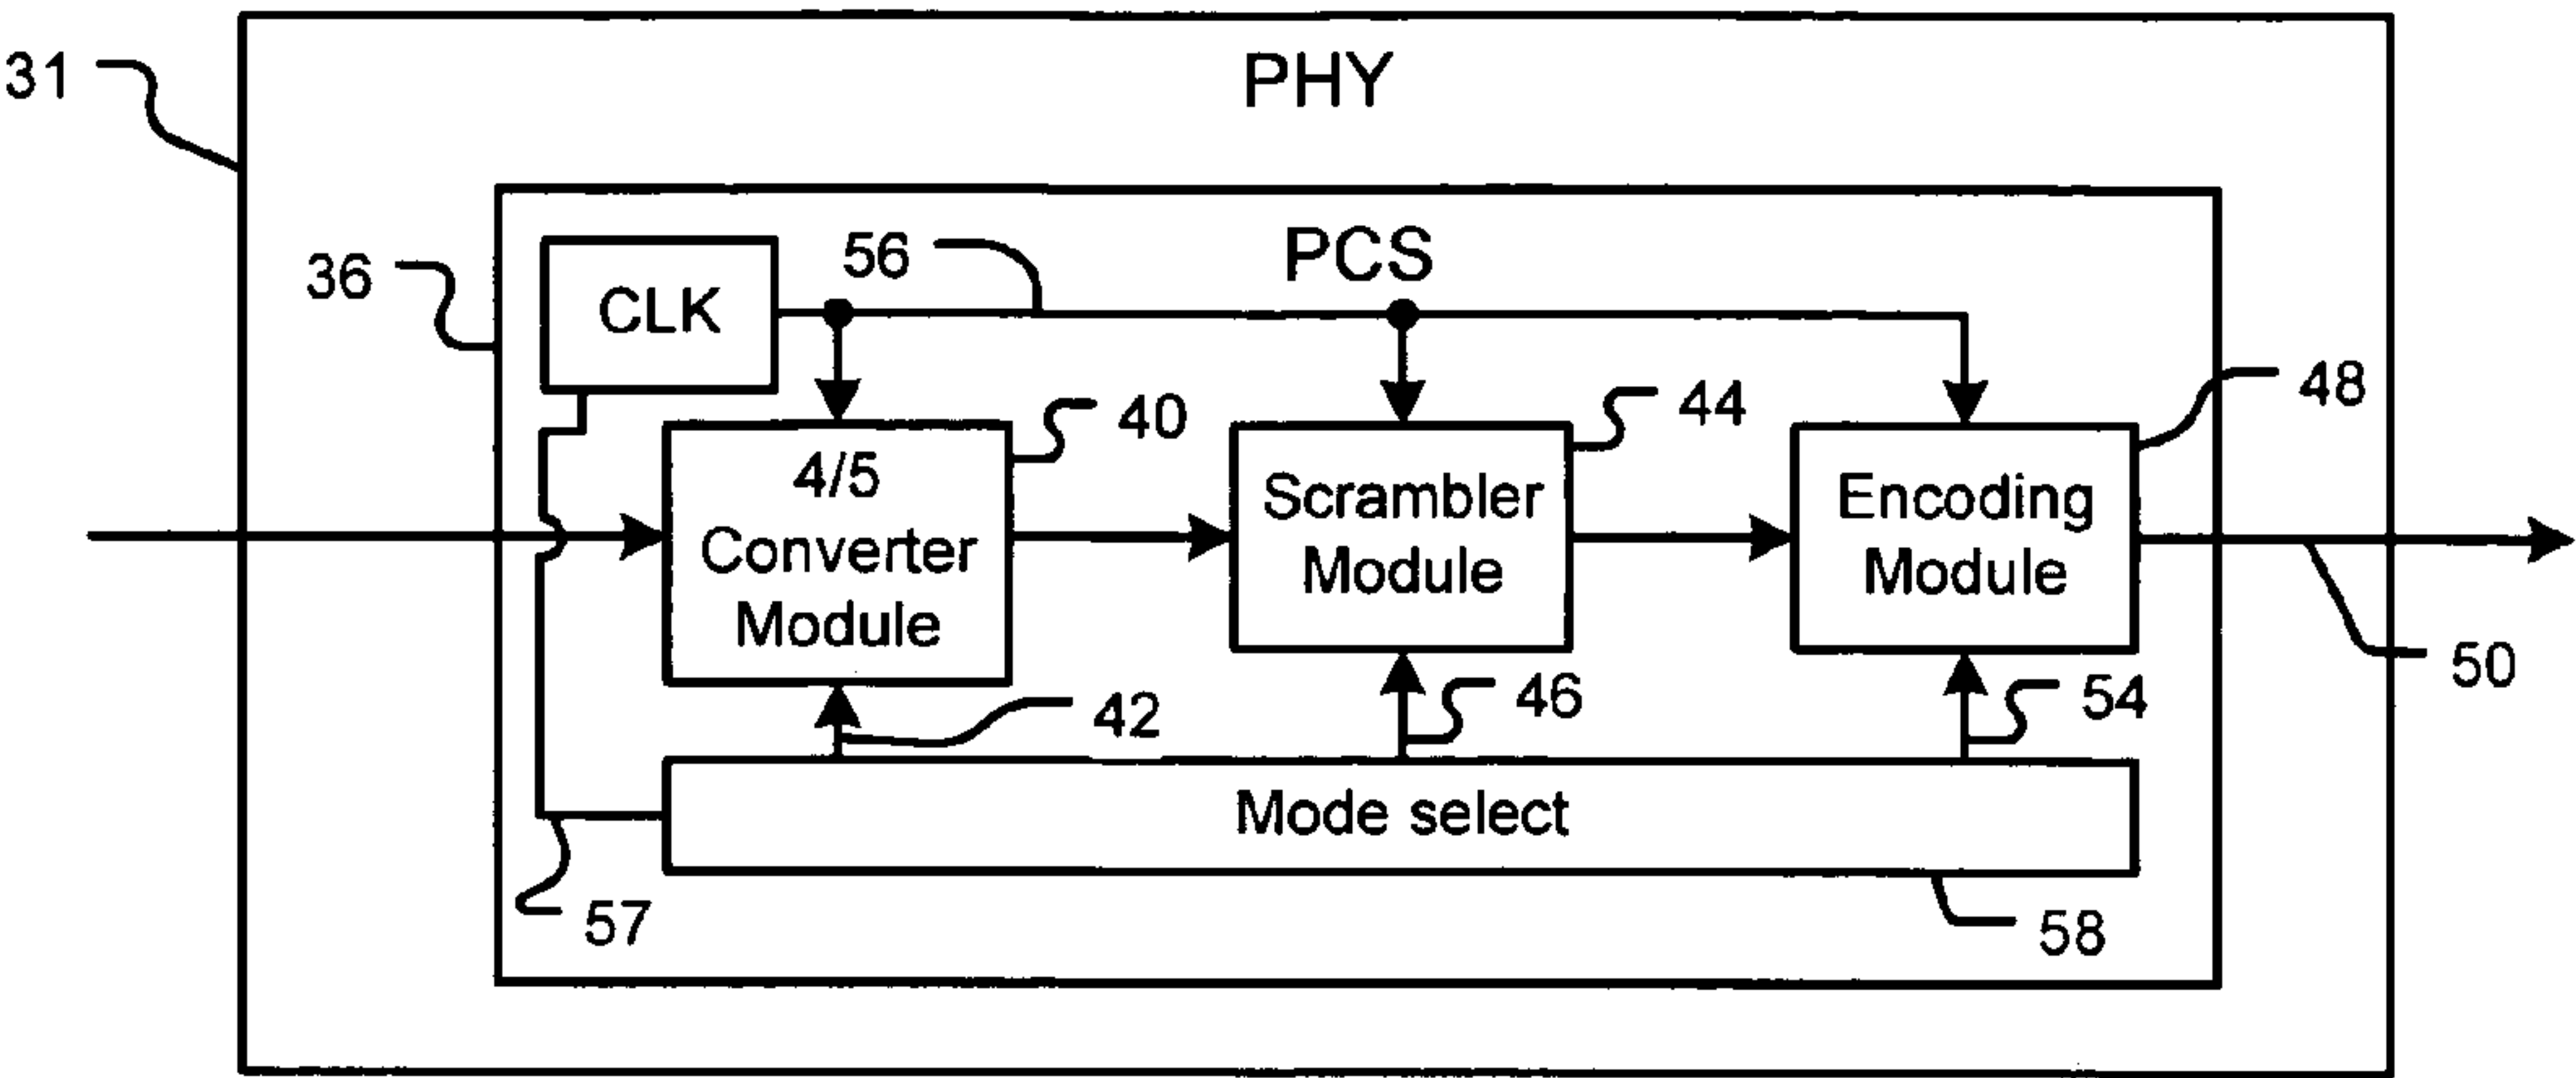 PHY
31
PCS
56
36
CLK
48
40
44
4/5
Converter
Module
Scrambler
Module
Encoding
Module
50
42
46
54
Mode select
57
58